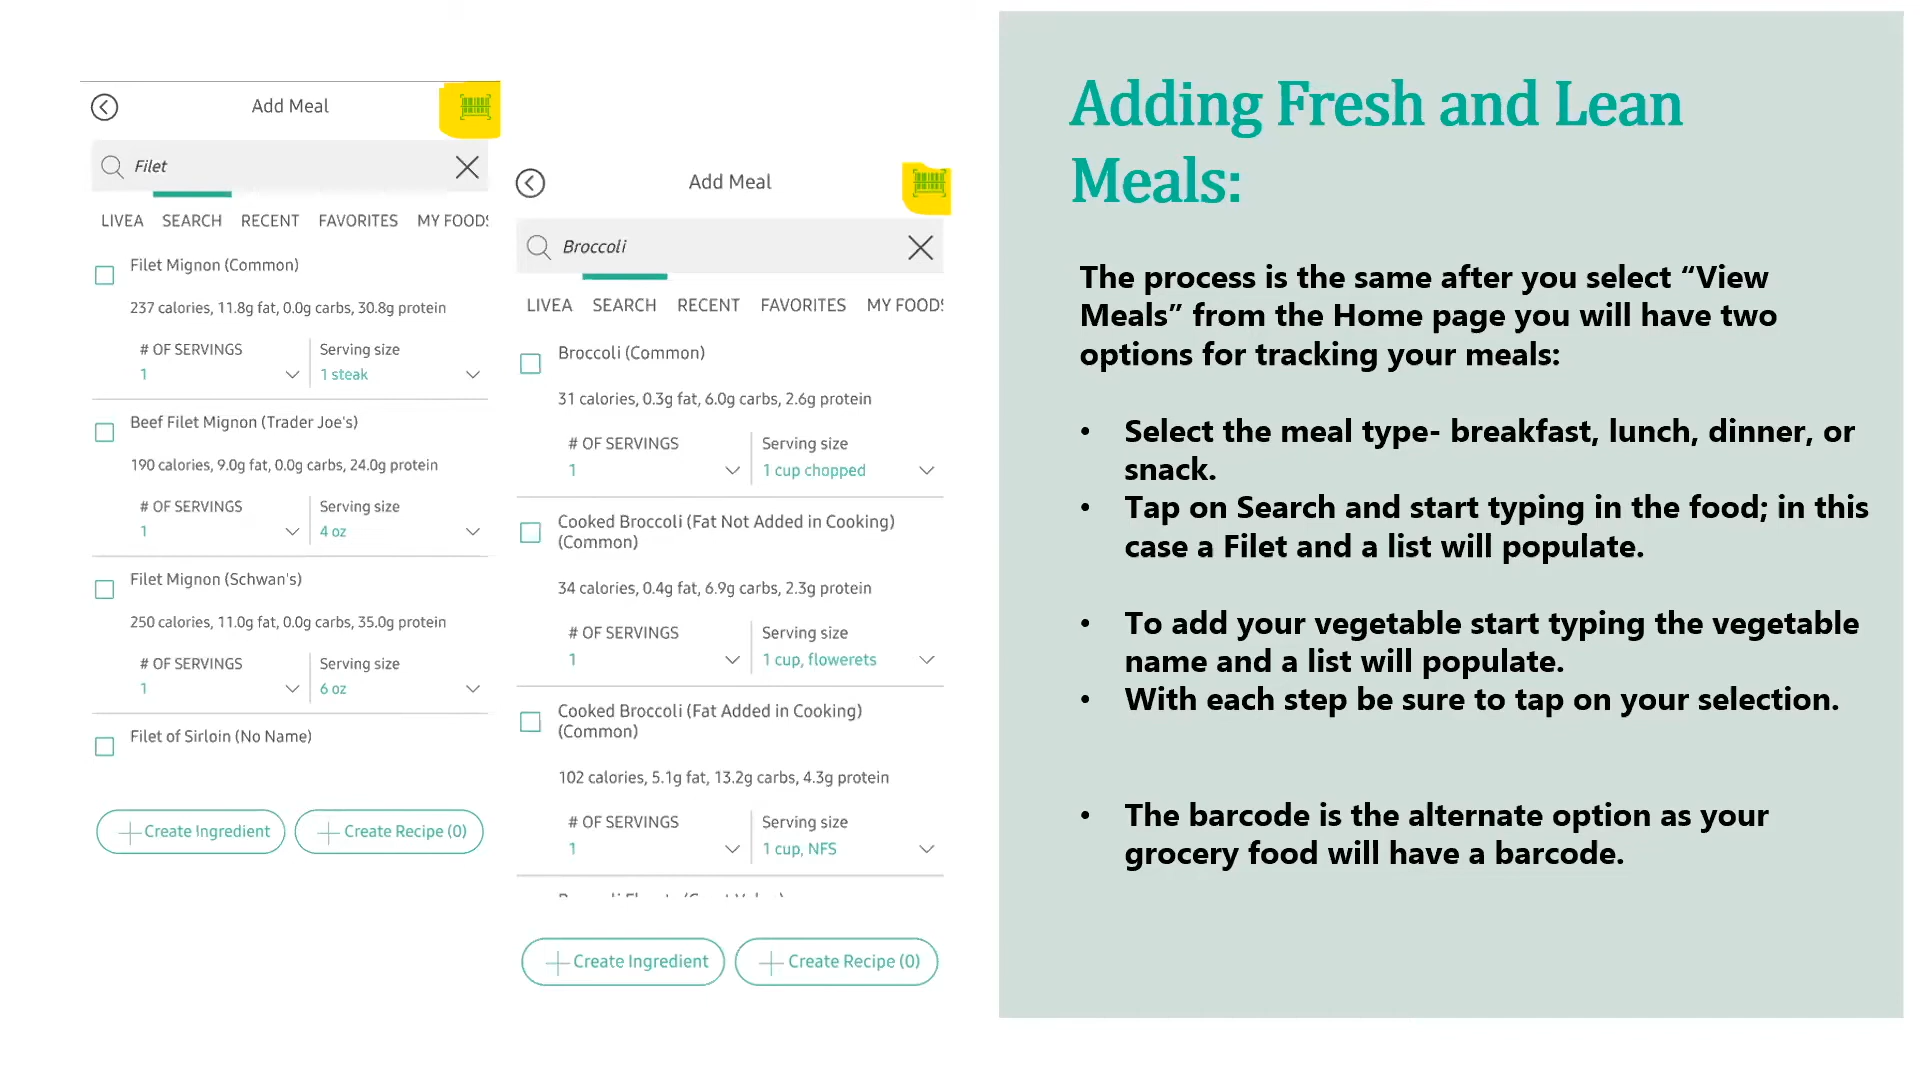 Add Meal
Filet
LIVEA SEARCH RECENT FAVORITES MY FOODS
Filet Mignon (Common)
237 calories, 11.8g fat, 0.0g carbs, 30.8g protein
# OF SERVINGS Serving size
1 1 steak
Beef Filet Mignon (Trader Joe's)
190 calories, 9.0g fat, 0.0g carbs, 24.0g protein
# OF SERVINGS Serving size
1 4 oz
Filet Mignon (Schwan's)
250 calories, 11.0g fat, 0.0g carbs, 35.0g protein
# OF SERVINGS Serving size
1 6 oz
Filet of Sirloin (No Name)
Create Ingredient Create Recipe (0)
Add Meal
Broccoli
LIVEA SEARCH RECENT FAVORITES MY FOODS
Broccoli (Common)
31 calories, 0.3g fat, 6.0g carbs, 2.6g protein
# OF SERVINGS Serving size
1 1 cup chopped
Cooked Broccoli (Fat Not Added in Cooking)
(Common)
34 calories, 0.4g fat, 6.9g carbs, 2.3g protein
# OF SERVINGS Serving size
1 1 cup, flowerets
Cooked Broccoli (Fat Added in Cooking)
(Common)
102 calories, 5.1g fat, 13.2g carbs, 4.3g protein
# OF SERVINGS Serving size
1 1 cup, NFS
Create Ingredient Create Recipe (0)
Adding Fresh and Lean
Meals:
The process is the same after you select “View
Meals” from the Home page you will have two
options for tracking your meals:
• Select the meal type- breakfast, lunch, dinner, or
snack.
• Tap on Search and start typing in the food; in this
case a Filet and a list will populate.
• To add your vegetable start typing the vegetable
name and a list will populate.
• With each step be sure to tap on your selection.
• The barcode is the alternate option as your
grocery food will have a barcode.